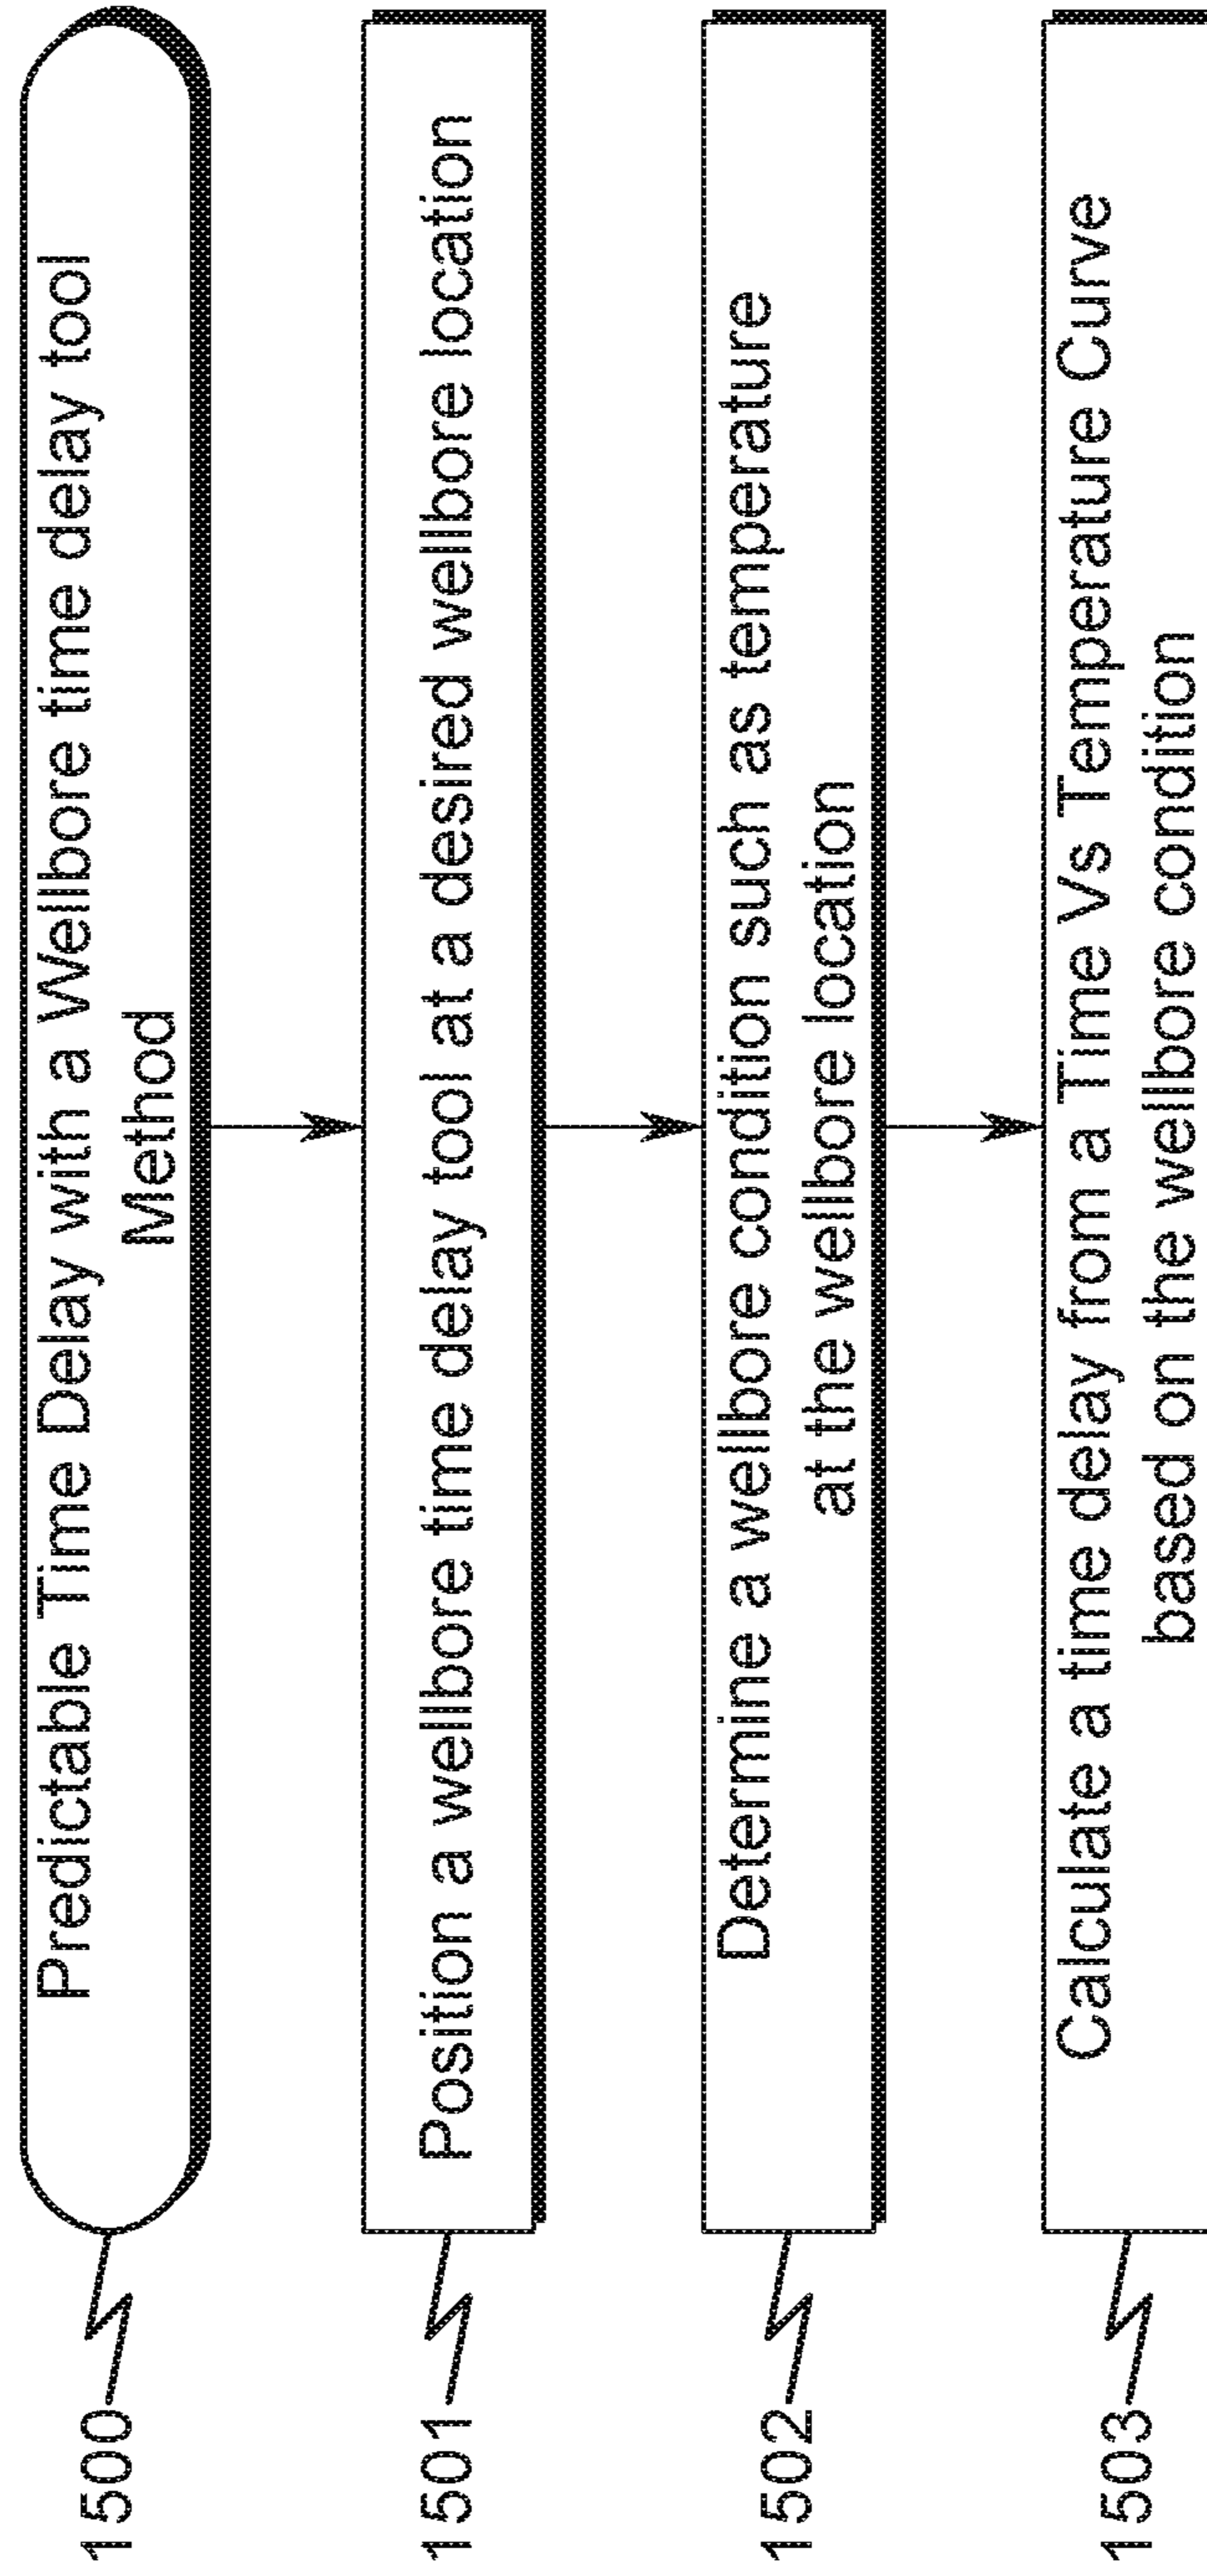 1500
Predictable Time Delay with a Wellbore time delay tool
Method
1501
Position a wellbore time delay tool at a desired wellbore location
1502
Determine a wellbore condition such as temperature
at the wellbore location
1503
Calculate a time delay from a Time Vs Temperature Curve
based on the wellbore condition